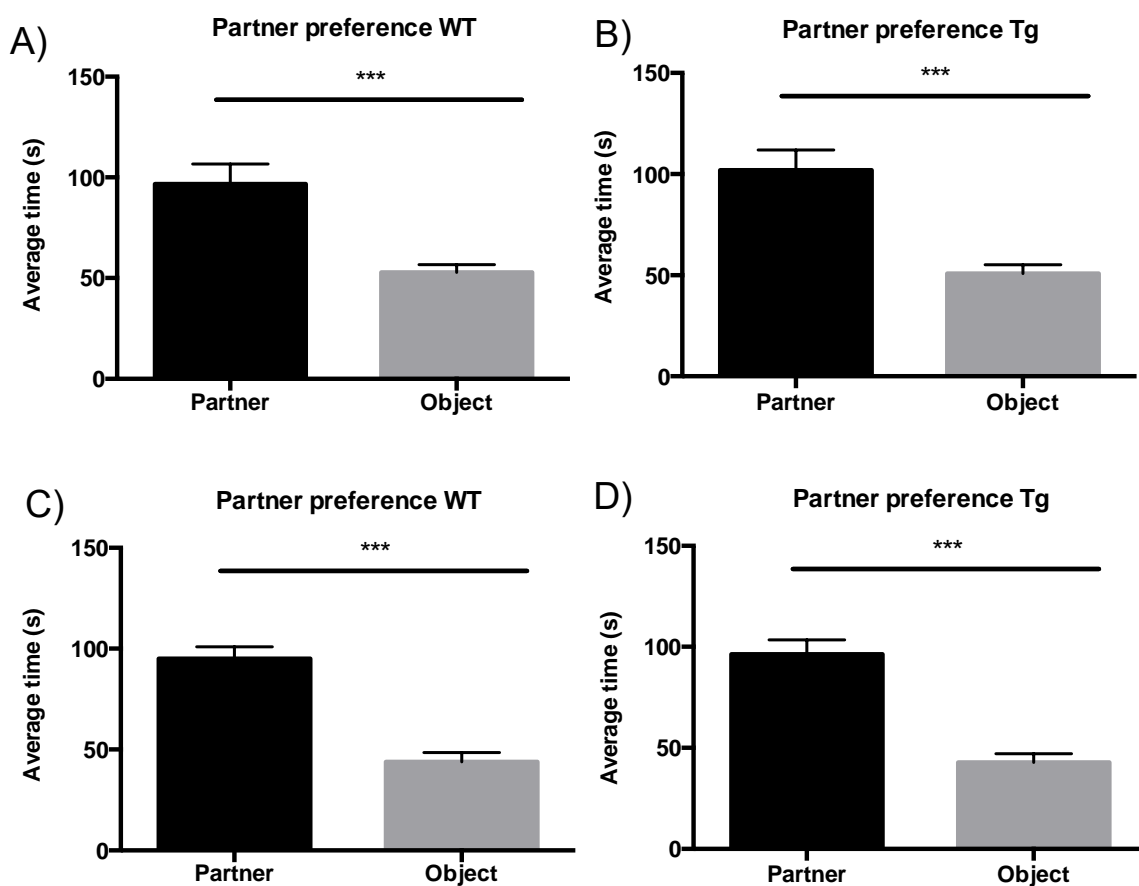 A)
Partner preference WT
***
150
100
50
0
Average time (s)
Partner
Object
B)
Partner preference Tg
***
150
100
50
0
Average time (s)
Partner
Object
C)
Partner preference WT
***
150
100
50
0
Average time (s)
Partner
Object
D)
Partner preference Tg
***
150
100
50
0
Average time (s)
Partner
Object